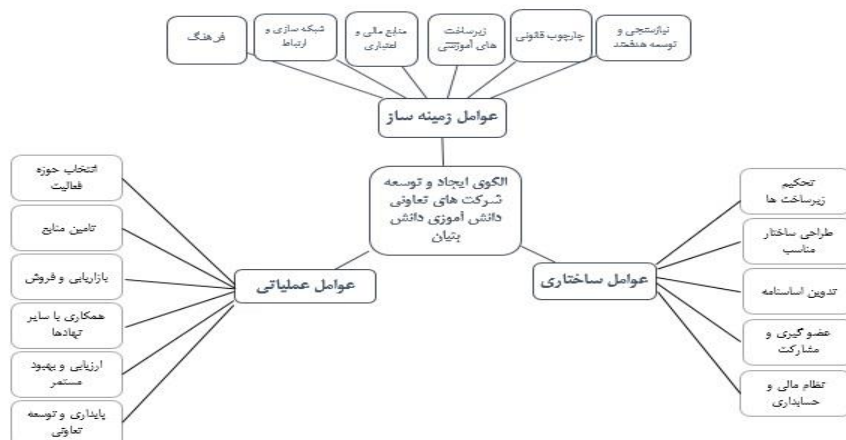 نیازسنجی و
توسعه هدفمند
چارچوب قانونی
زیرساخت
های آموزشی
منابع مالی و
اعتباری
شبکه سازی و
ارتباط
فرهنگ
عوامل زمینه ساز
الگوی ایجاد و توسعه
شرکت های تعاونی
دانش آموزی دانش
بنیان
عوامل ساختاری
تحکیم
زیرساخت ها
طراحی ساختار
مناسب
تدوین اساسنامه
عضو گیری و
مشارکت
نظام مالی و
حسابداری
عوامل عملیاتی
انتخاب حوزه
فعالیت
تامین منابع
بازاریابی و فروش
همکاری با سایر
نهادها
ارزیابی و بهبود
مستمر
پایداری و توسعه
تعاونی